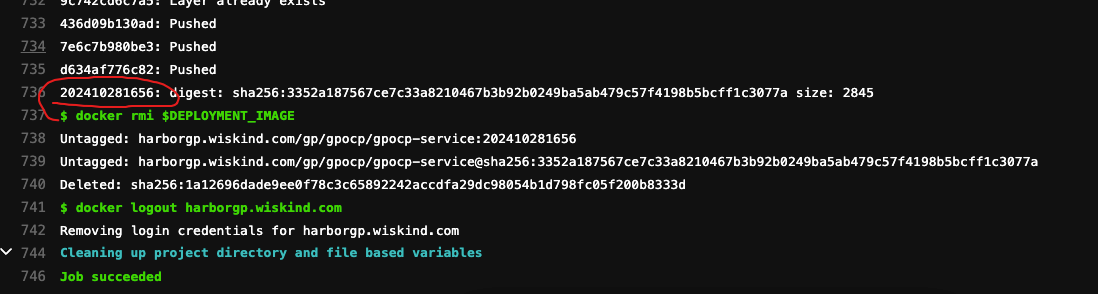 732 9c742cd6c7a5: Layer already exists
733 436d09b130ad: Pushed
734 7e6c7b980be3: Pushed
735 d634af776c82: Pushed
736 202410281656: digest: sha256:3352a187567ce7c33a8210467b3b92b0249ba5ab479c57f4198b5bcff1c3077a size: 2845
737 $ docker rmi $DEPLOYMENT_IMAGE
738 Untagged: harborgp.wiskind.com/gp/gpocp/gpocp-service:202410281656
739 Untagged: harborgp.wiskind.com/gp/gpocp/gpocp-service@sha256:3352a187567ce7c33a8210467b3b92b0249ba5ab479c57f4198b5bcff1c3077a
740 Deleted: sha256:1a12696dade9ee0f78c3c65892242accdfa29dc98054b1d798fc05f200b8333d
741 $ docker logout harborgp.wiskind.com
742 Removing login credentials for harborgp.wiskind.com
744 Cleaning up project directory and file based variables
746 Job succeeded